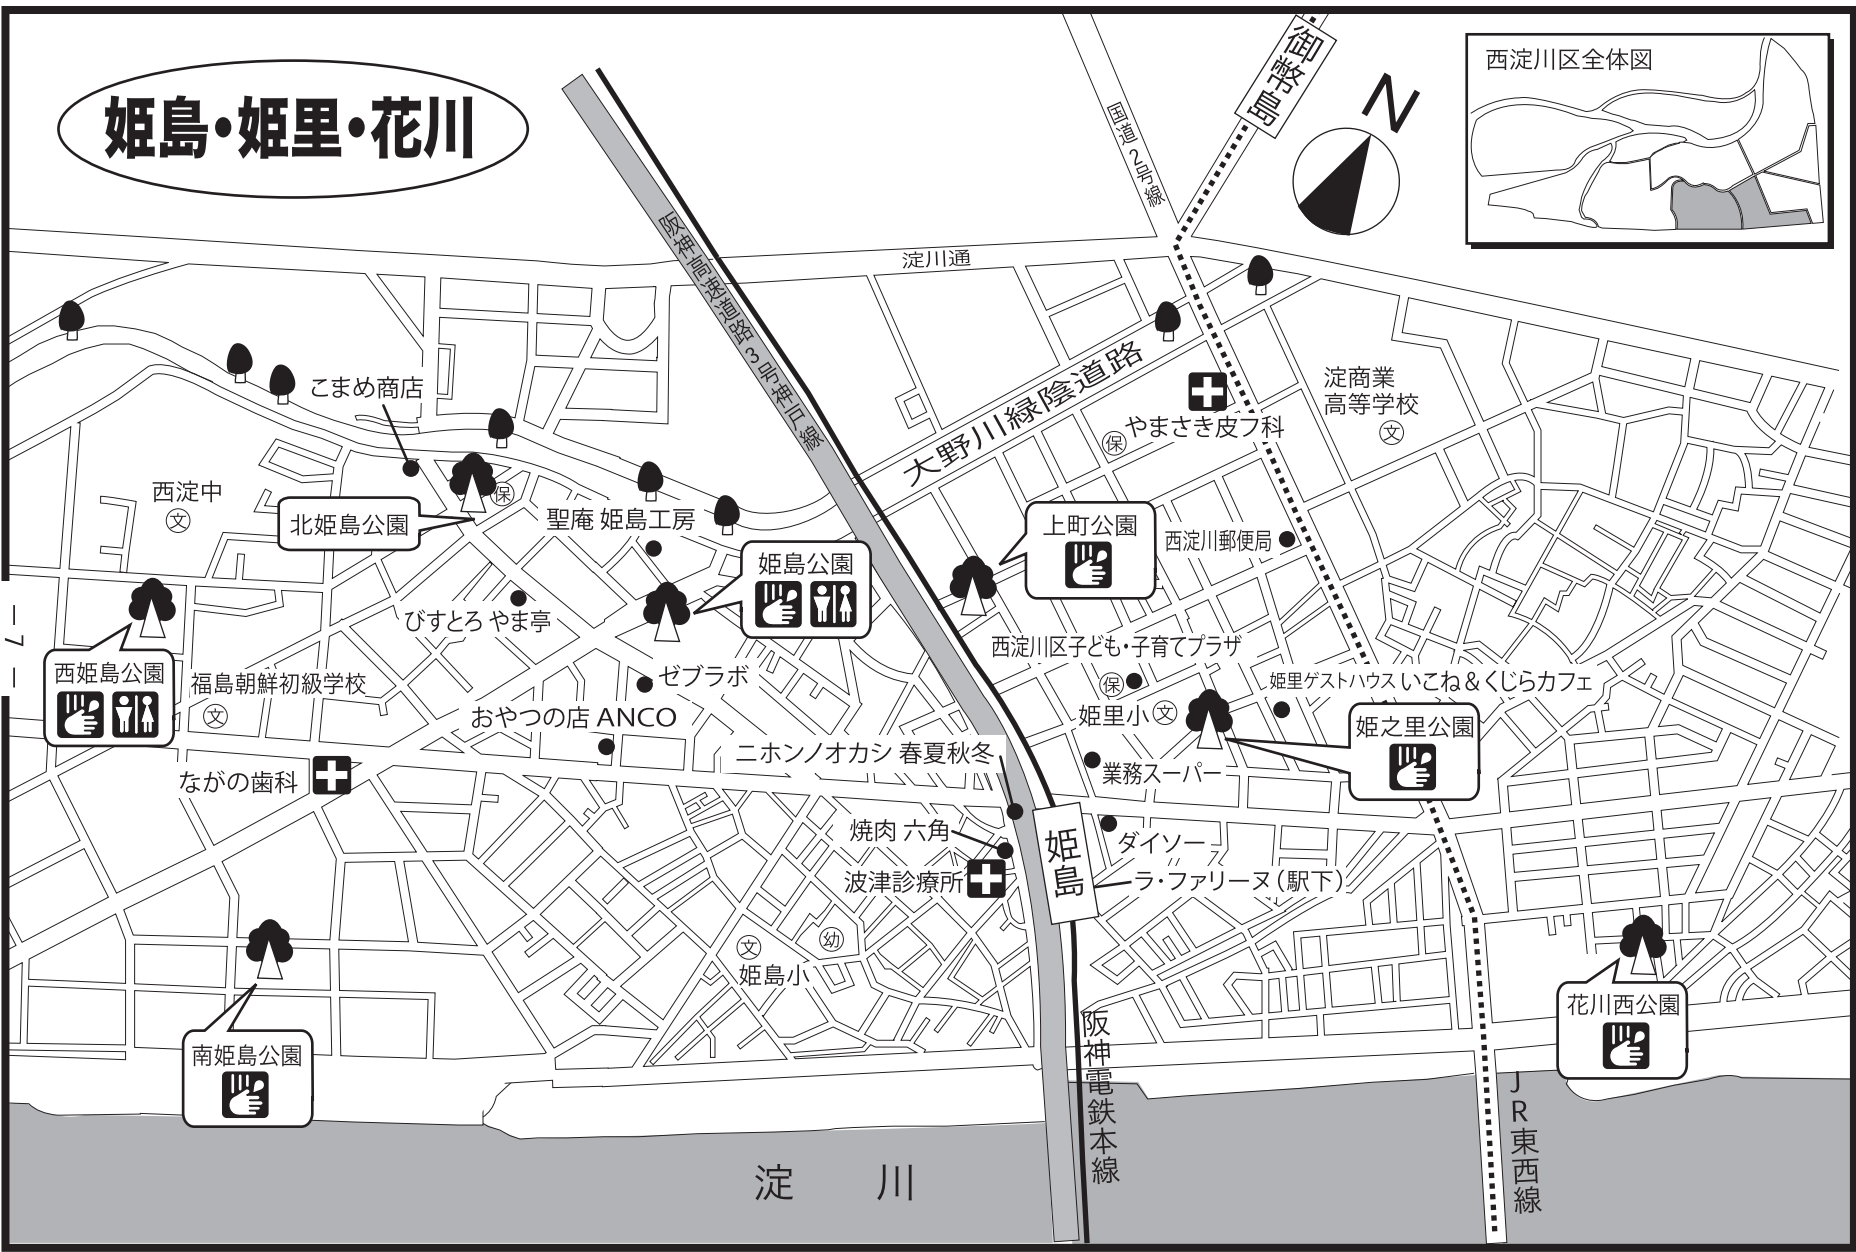 姫島・姫里・花川
御幣島
N
西淀川区全体図
国道2号線
阪神高速道路3号神戸線
淀川通
大野川緑陰道路
こまめ商店
淀商業
高等学校
文
やまさき皮フ科
保
西淀中
文
保
北姫島公園
聖庵 姫島工房
姫島公園
上町公園
西淀川郵便局
びすとろ やま亭
西淀川区子ども・子育てプラザ
西姫島公園
福島朝鮮初級学校
文
ゼブラボ
保
姫里ゲストハウス いこね&くじらカフェ
おやつの店 ANCO
姫里小
文
姫之里公園
ニホンノオカシ 春夏秋冬
業務スーパー
ながの歯科
焼肉 六角
姫島
ダイソー
波津診療所
ラ・ファリーヌ(駅下)
文
幼
姫島小
南姫島公園
花川西公園
阪神電鉄本線
JR東西線
淀川
－7－